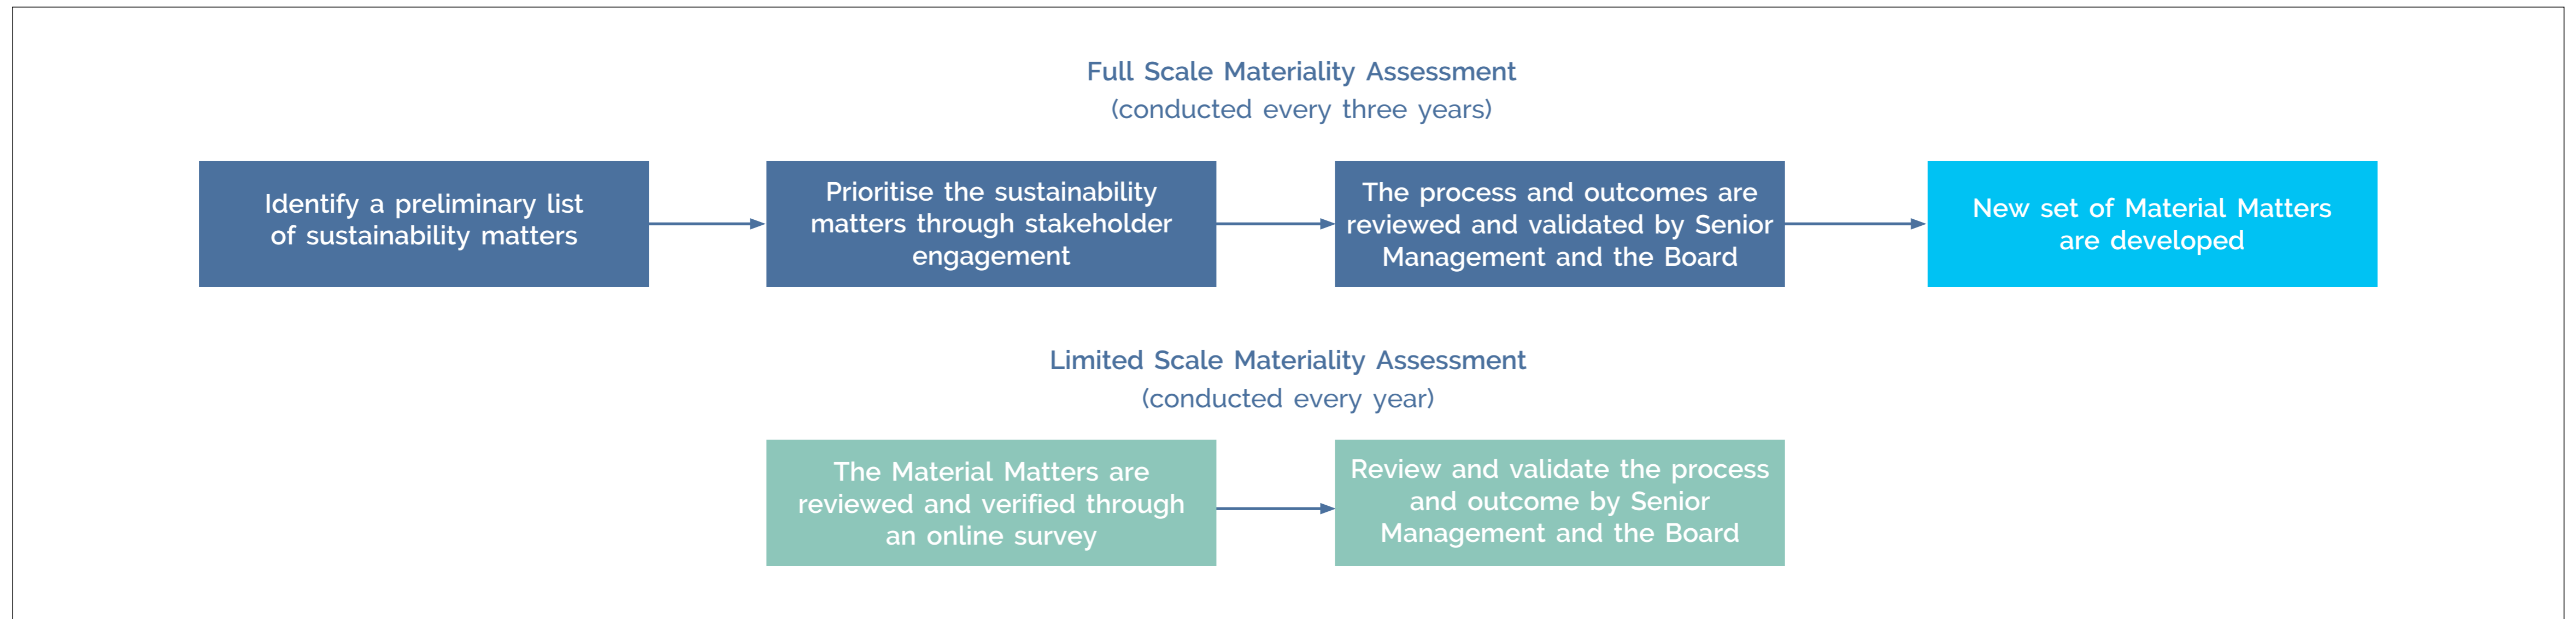 Full Scale Materiality Assessment
(conducted every three years)
Identify a preliminary list
of sustainability matters
Prioritise the sustainability
matters through stakeholder
engagement
The process and outcomes are
reviewed and validated by Senior
Management and the Board
New set of Material Matters
are developed
Limited Scale Materiality Assessment
(conducted every year)
The Material Matters are
reviewed and verified through
an online survey
Review and validate the process
and outcome by Senior
Management and the Board